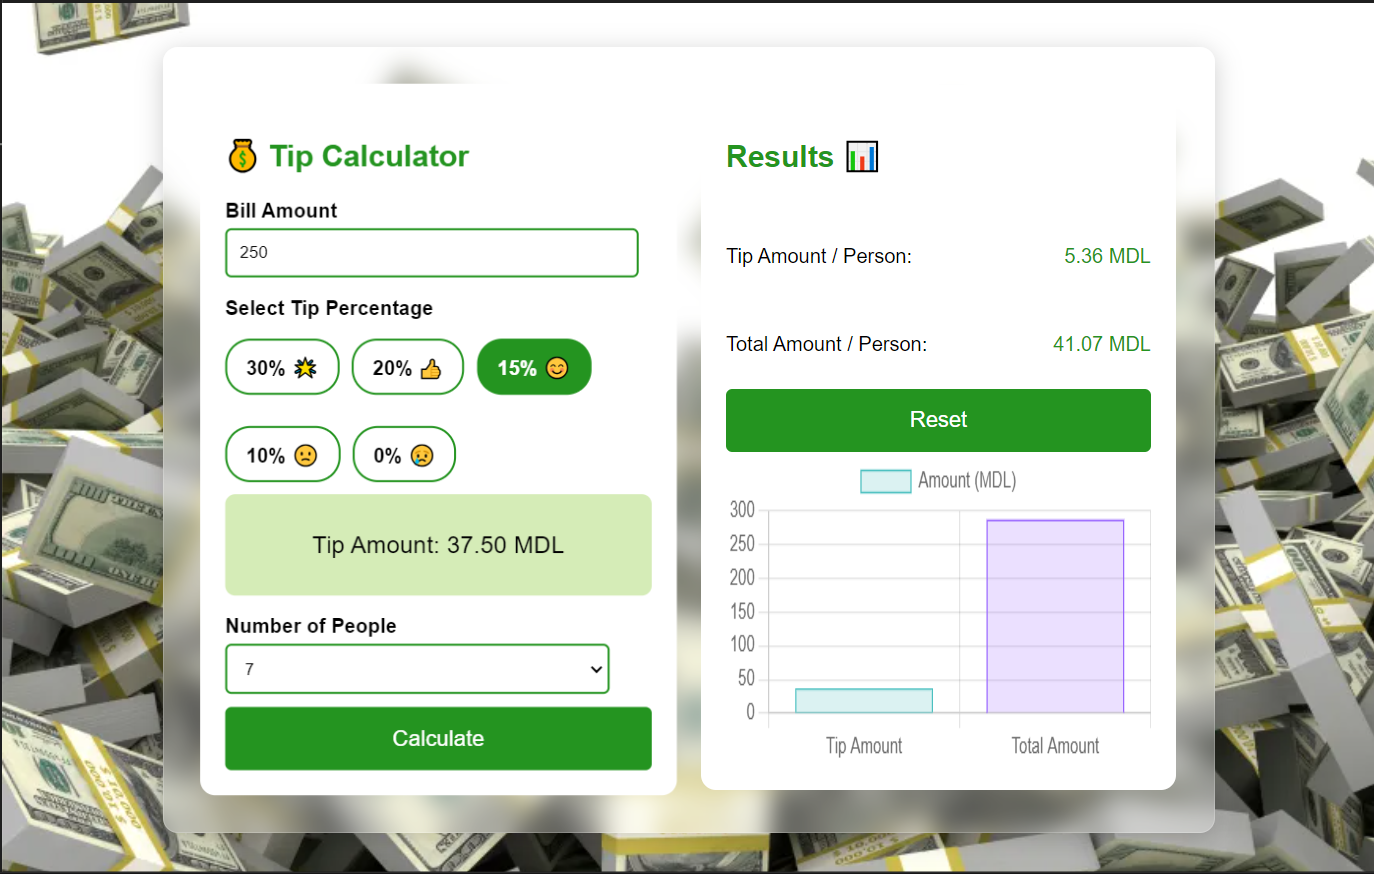 Tip Calculator
Bill Amount
250
Select Tip Percentage
30%
20%
15%
10%
0%
Tip Amount: 37.50 MDL
Number of People
7
Calculate
Results
Tip Amount / Person: 5.36 MDL
Total Amount / Person: 41.07 MDL
Reset
Amount (MDL)
300
250
200
150
100
50
0
Tip Amount
Total Amount